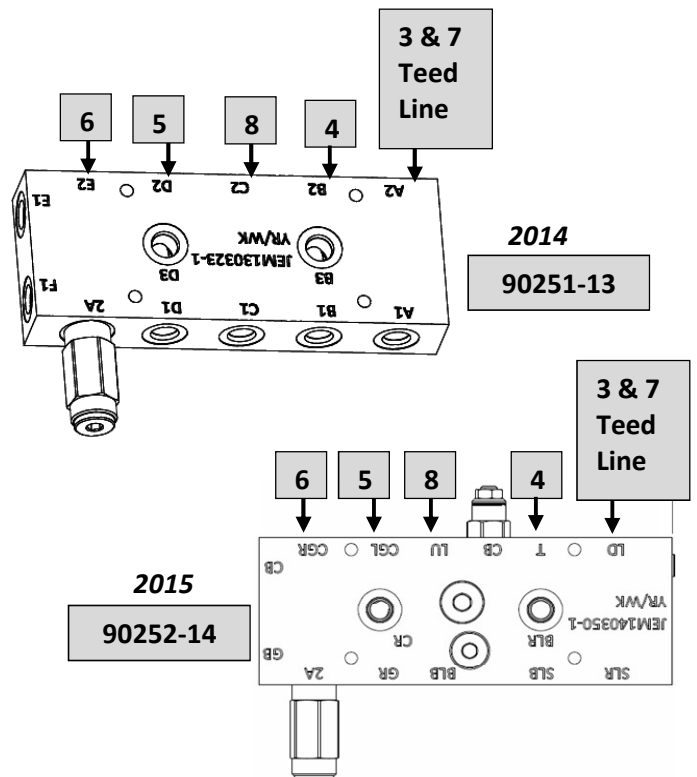 3 & 7
Teed
Line
6
5
8
4
E2
D2
C2
B2
A2
E1
2014
90251-13
JEM130323-1
YR/WK
D3
B3
F1
2A
D1
C1
B1
A1
3 & 7
Teed
Line
6
5
8
4
CGR
CGL
LU
CB
T
LD
CB
2015
90252-14
JEM140350-1
YR/WK
CR
BLR
GB
2A
GR
BLB
SLB
SLR